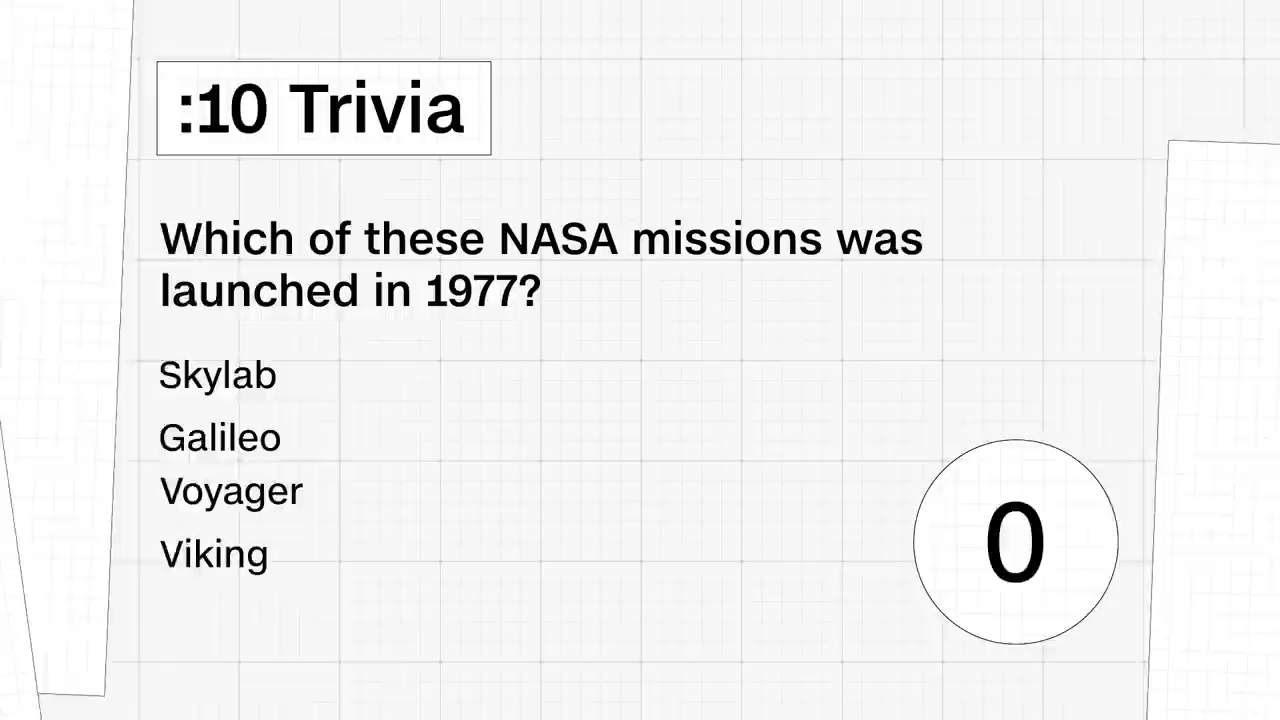 :10 Trivia
Which of these NASA missions was
launched in 1977?
Skylab
Galileo
Voyager
Viking
0